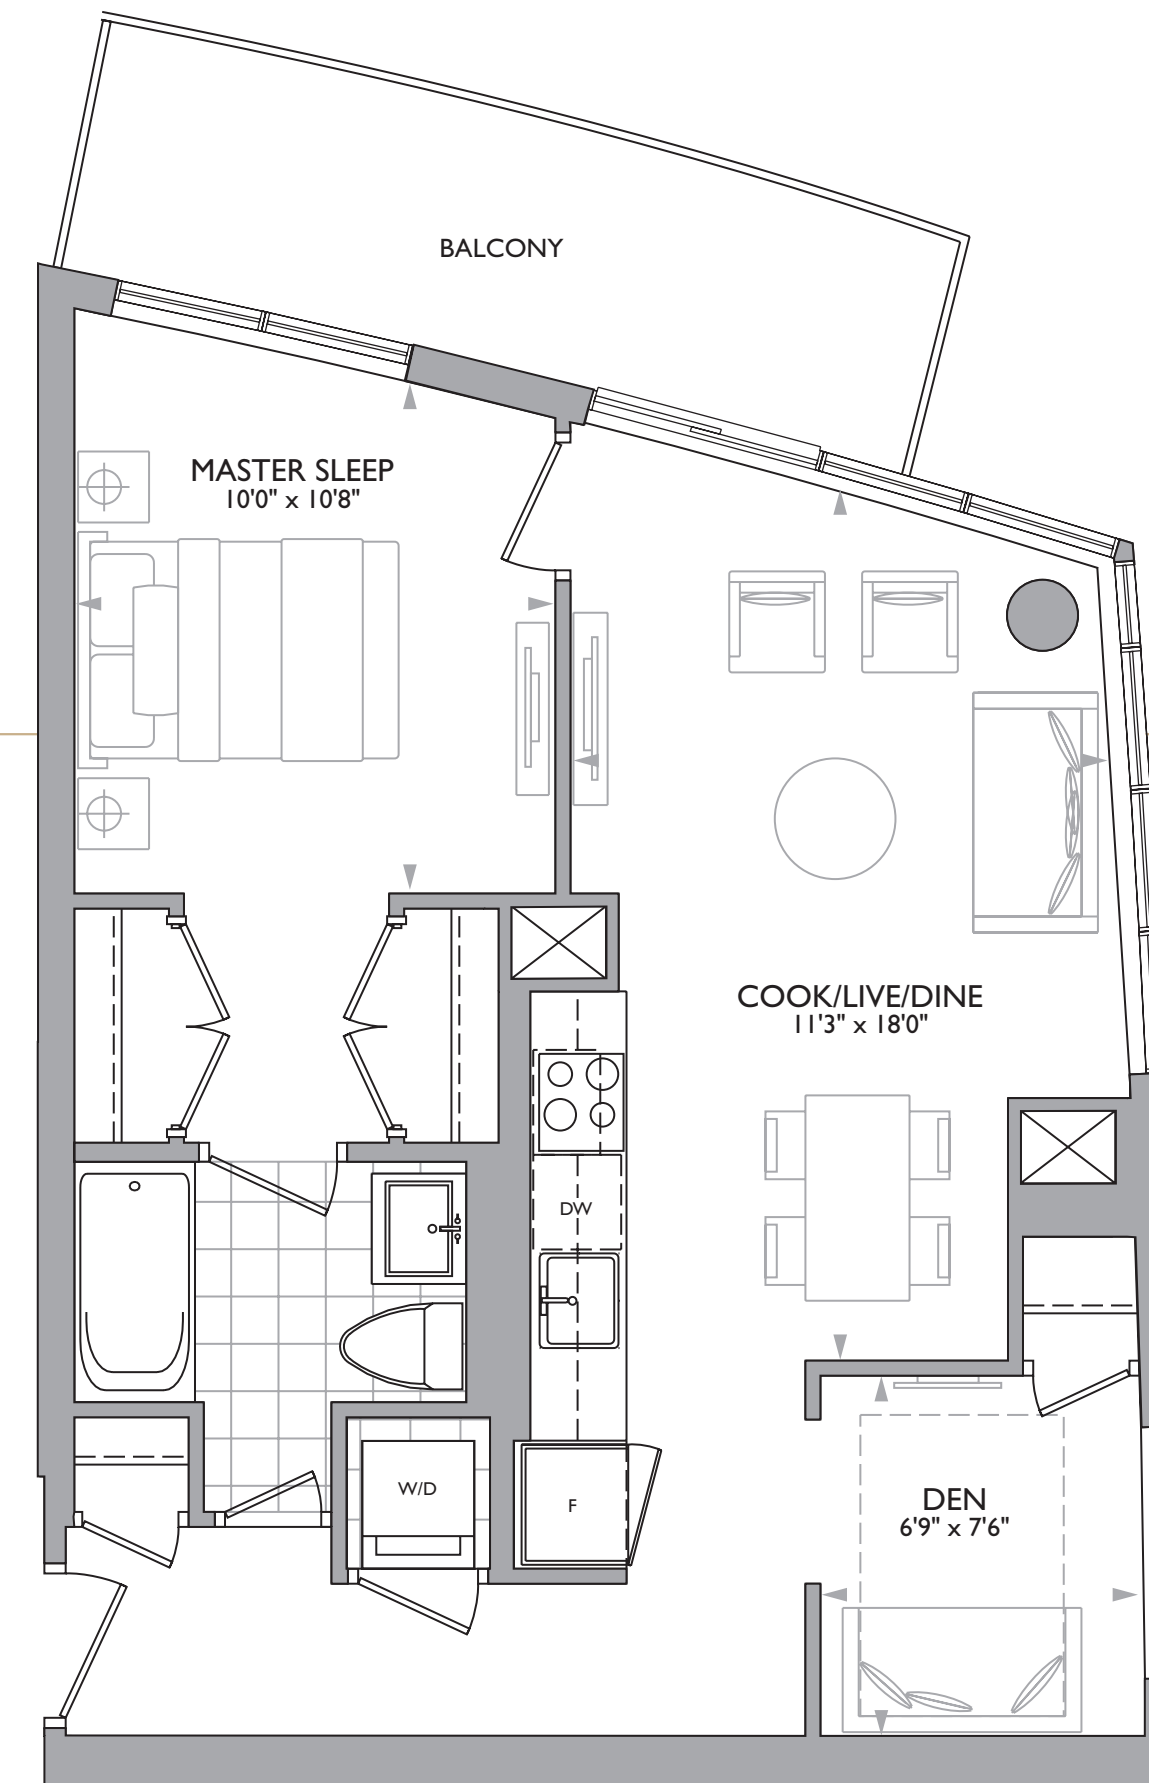 BALCONY
MASTER SLEEP
10'0" x 10'8"
COOK/LIVE/DINE
11'3" x 18'0"
DW
W/D
F
DEN
6'9" x 7'6"